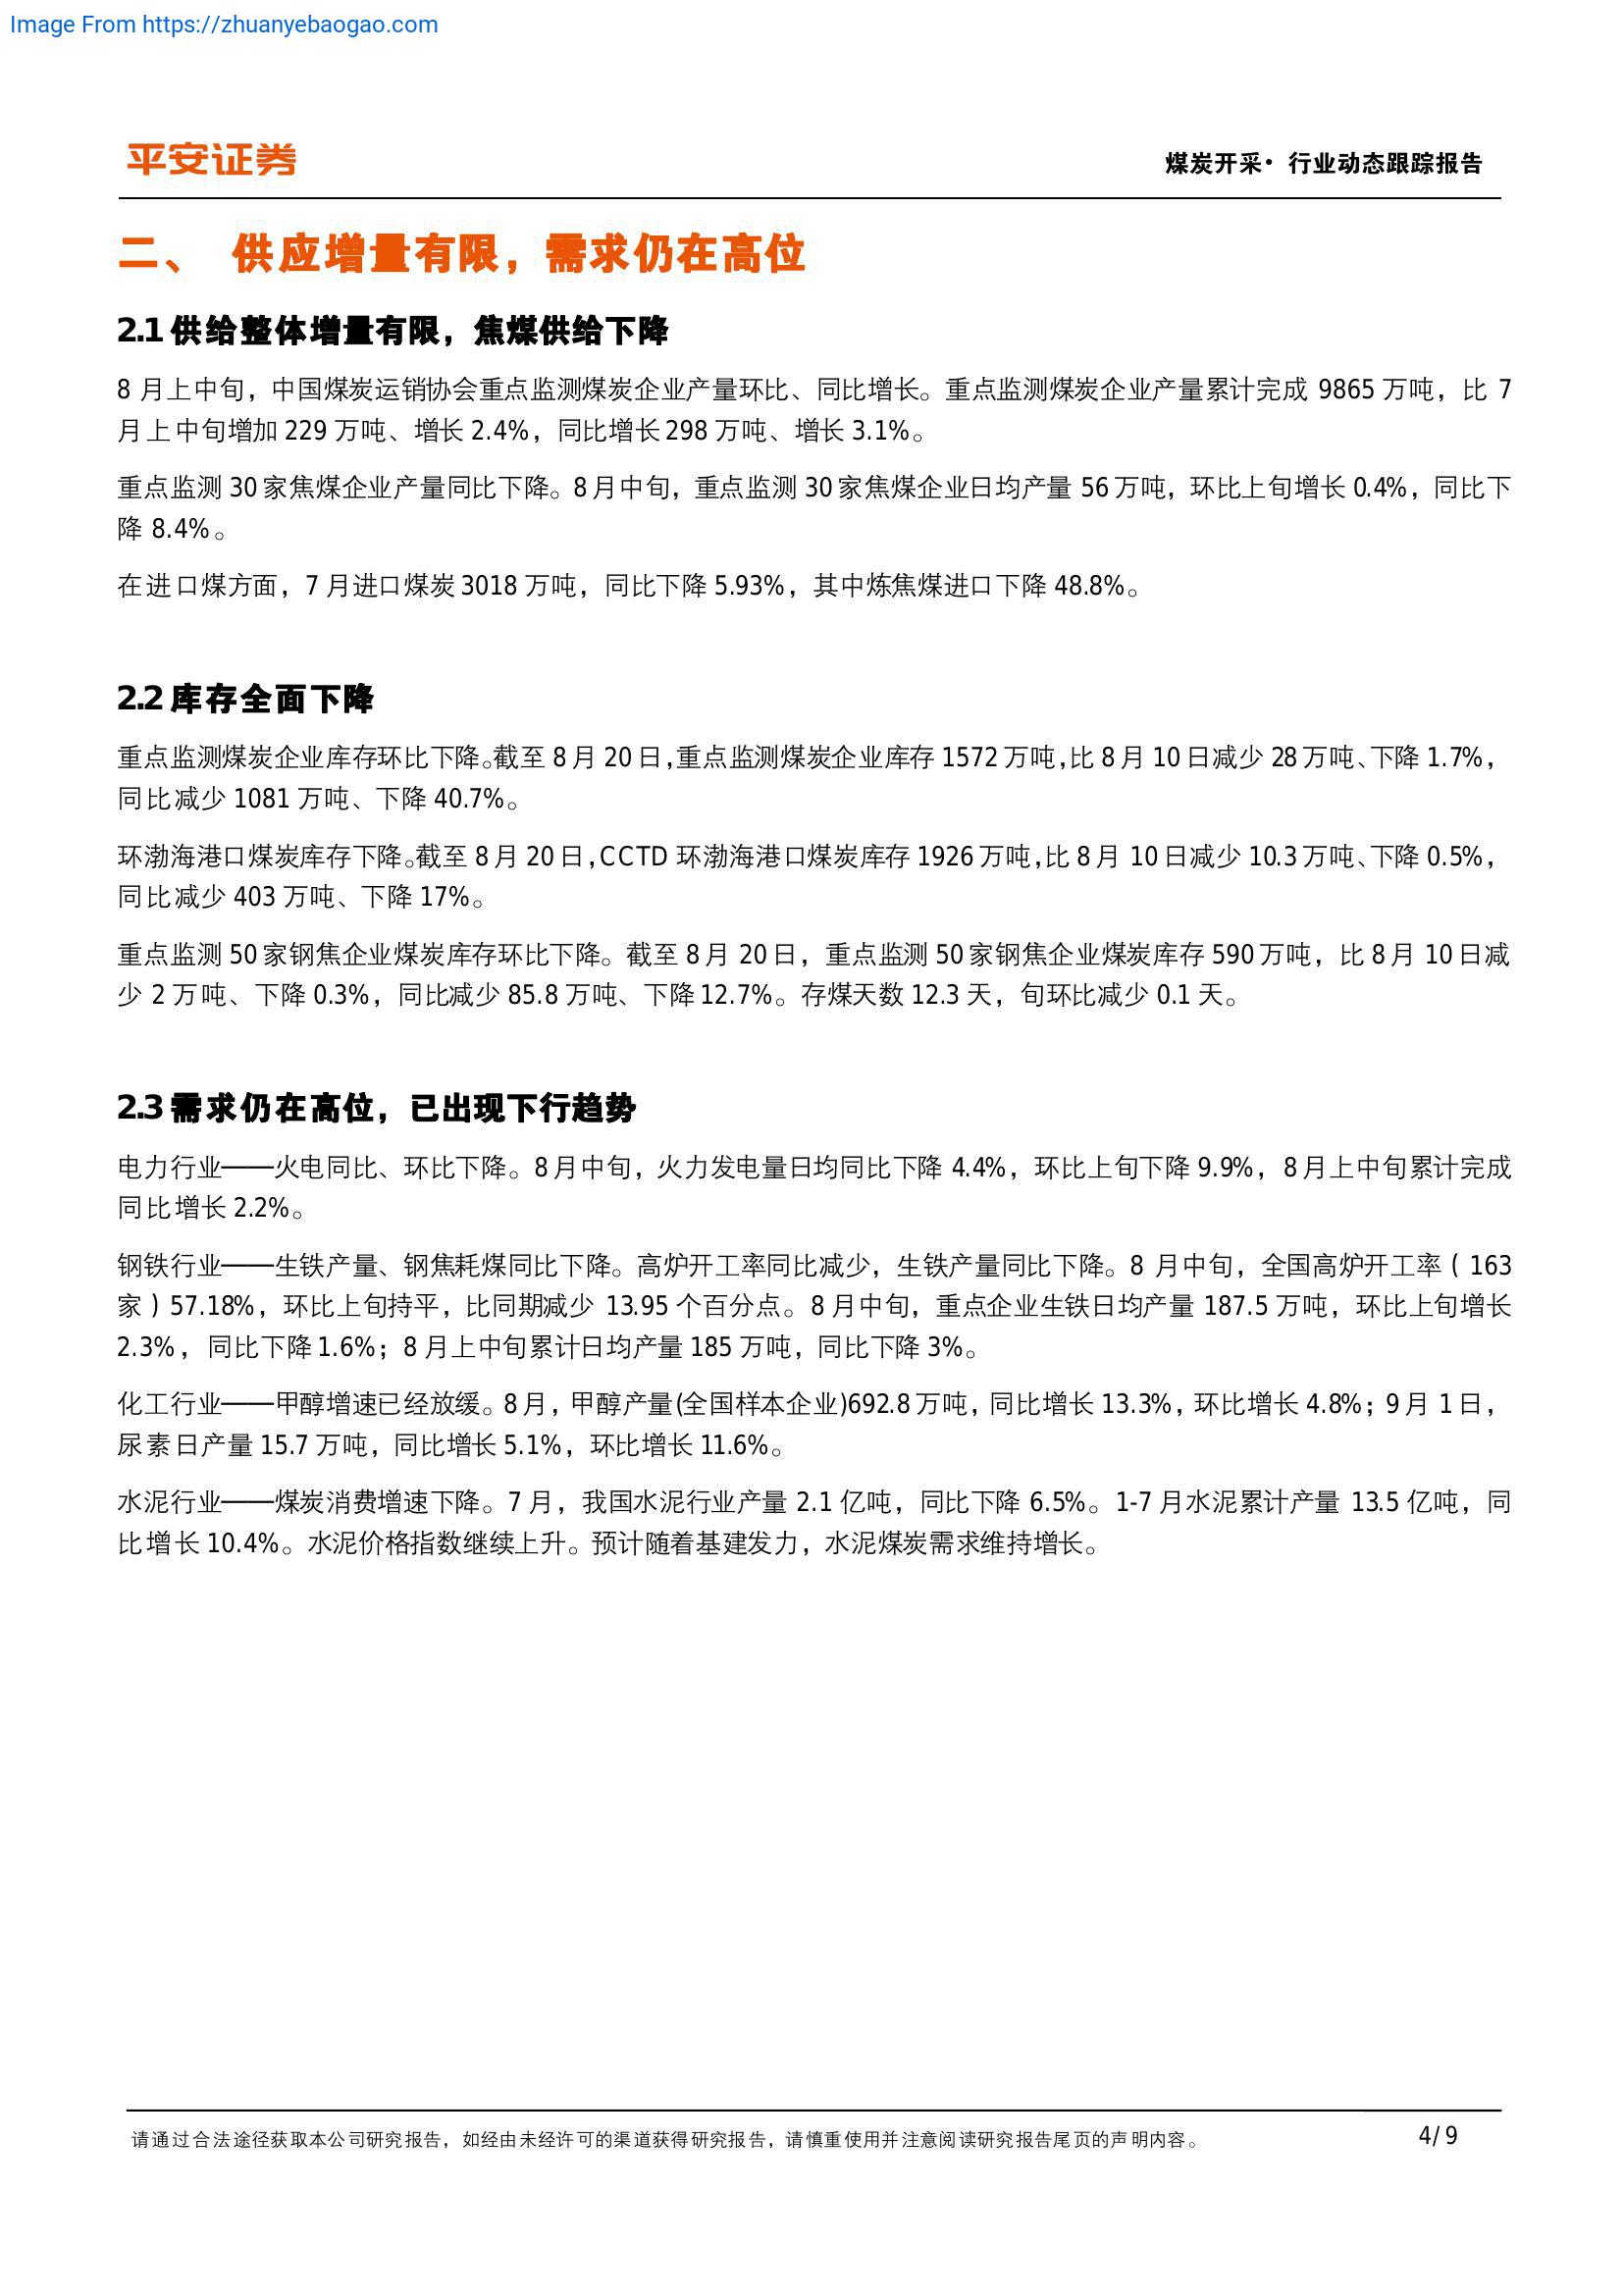 Image From https://zhuanyebaogao.com
平安证券
煤炭开采·行业动态跟踪报告
二、 供应增量有限，需求仍在高位
2.1 供给整体增量有限，焦煤供给下降
8 月上中旬，中国煤炭运销协会重点监测煤炭企业产量环比、同比增长。重点监测煤炭企业产量累计完成 9865 万吨，比 7
月上中旬增加 229 万吨、增长 2.4%，同比增长 298 万吨、增长 3.1%。
重点监测 30 家焦煤企业产量同比下降。8 月中旬，重点监测 30 家焦煤企业日均产量 56 万吨，环比上旬增长 0.4%，同比下
降 8.4%。
在进口煤方面，7 月进口煤炭 3018 万吨，同比下降 5.93%，其中炼焦煤进口下降 48.8%。
2.2 库存全面下降
重点监测煤炭企业库存环比下降。截至 8 月 20 日，重点监测煤炭企业库存 1572 万吨，比 8 月 10 日减少 28 万吨、下降 1.7%，
同比减少 1081 万吨、下降 40.7%。
环渤海港口煤炭库存下降。截至 8 月 20 日，CCTD 环渤海港口煤炭库存 1926 万吨，比 8 月 10 日减少 10.3 万吨、下降 0.5%，
同比减少 403 万吨、下降 17%。
重点监测 50 家钢焦企业煤炭库存环比下降。截至 8 月 20 日，重点监测 50 家钢焦企业煤炭库存 590 万吨，比 8 月 10 日减
少 2 万吨、下降 0.3%，同比减少 85.8 万吨、下降 12.7%。存煤天数 12.3 天，旬环比减少 0.1 天。
2.3 需求仍在高位，已出现下行趋势
电力行业——火电同比、环比下降。8 月中旬，火力发电量日均同比下降 4.4%，环比上旬下降 9.9%，8 月上中旬累计完成
同比增长 2.2%。
钢铁行业——生铁产量、钢焦耗煤同比下降。高炉开工率同比减少，生铁产量同比下降。8 月中旬，全国高炉开工率（163
家）57.18%，环比上旬持平，比同期减少 13.95 个百分点。8 月中旬，重点企业生铁日均产量 187.5 万吨，环比上旬增长
2.3%，同比下降 1.6%；8 月上中旬累计日均产量 185 万吨，同比下降 3%。
化工行业——甲醇增速已经放缓。8 月，甲醇产量(全国样本企业)692.8 万吨，同比增长 13.3%，环比增长 4.8%；9 月 1 日，
尿素日产量 15.7 万吨，同比增长 5.1%，环比增长 11.6%。
水泥行业——煤炭消费增速下降。7 月，我国水泥行业产量 2.1 亿吨，同比下降 6.5%。1-7 月水泥累计产量 13.5 亿吨，同
比增长 10.4%。水泥价格指数继续上升。预计随着基建发力，水泥煤炭需求维持增长。
请通过合法途径获取本公司研究报告，如经由未经许可的渠道获得研究报告，请慎重使用并注意阅读研究报告尾页的声明内容。
4/ 9